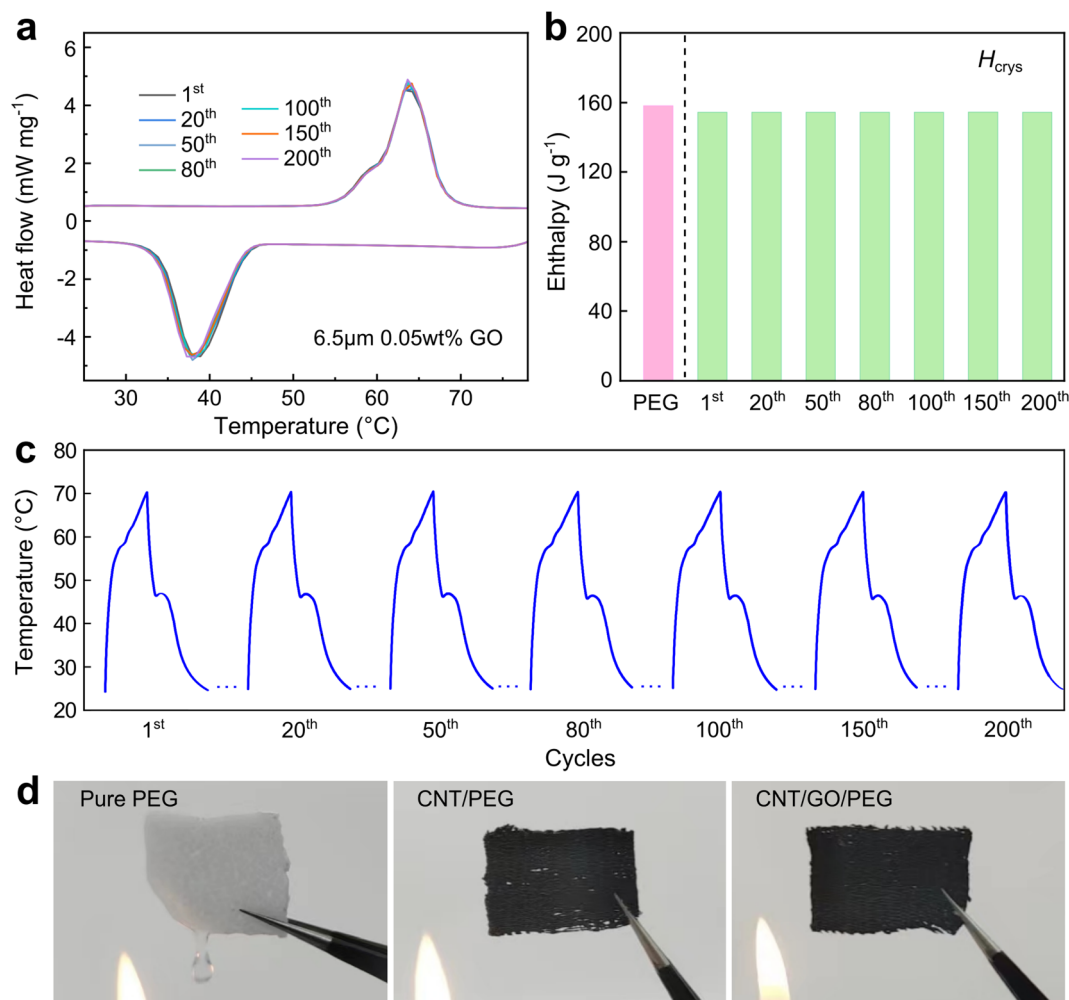 a
6
4
2
0
-2
-4
Heat flow (mW mg⁻¹)
1ˢᵗ
20ᵗʰ
50ᵗʰ
80ᵗʰ
100ᵗʰ
150ᵗʰ
200ᵗʰ
6.5μm 0.05wt% GO
30 40 50 60 70
Temperature (°C)
b
200
160
120
80
40
0
Ehthalpy (J g⁻¹)
H_crys
PEG 1ˢᵗ 20ᵗʰ 50ᵗʰ 80ᵗʰ 100ᵗʰ 150ᵗʰ 200ᵗʰ
c
80
70
60
50
40
30
20
Temperature (°C)
... ... ... ... ... ...
1ˢᵗ 20ᵗʰ 50ᵗʰ 80ᵗʰ 100ᵗʰ 150ᵗʰ 200ᵗʰ
Cycles
d
Pure PEG
CNT/PEG
CNT/GO/PEG